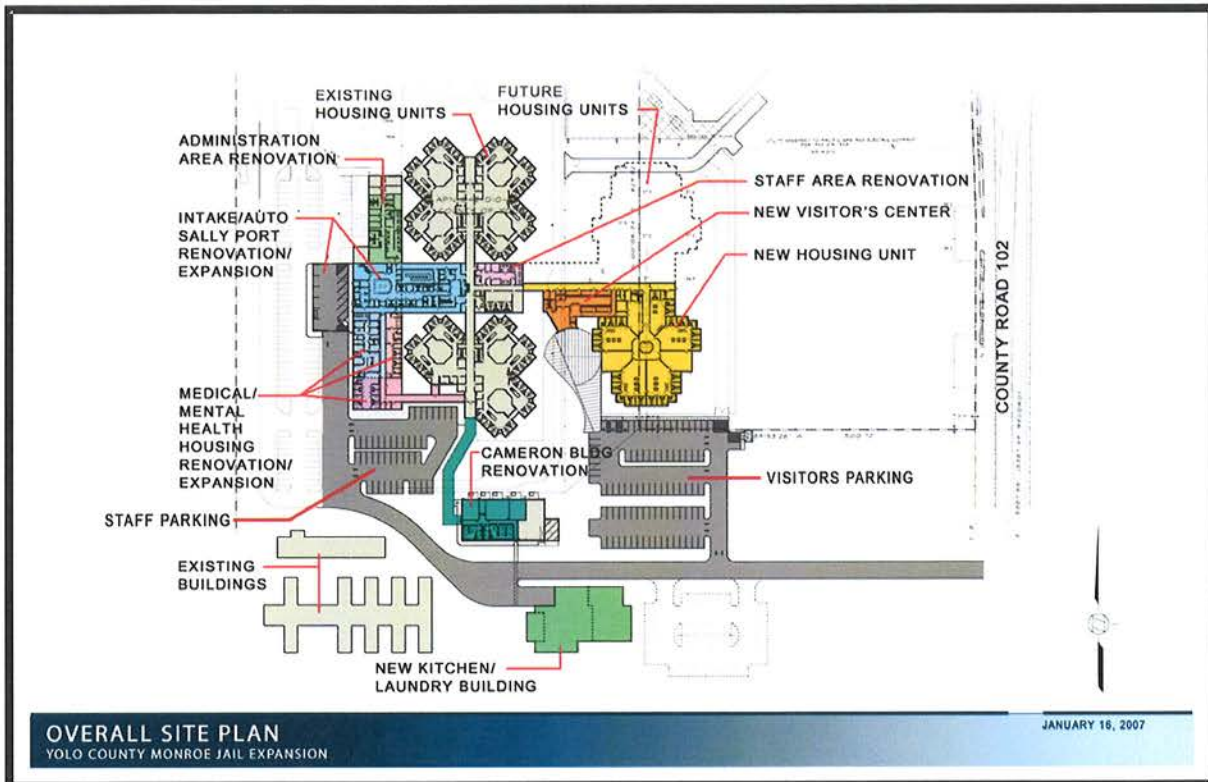 EXISTING
HOUSING UNITS
FUTURE
HOUSING UNITS
ADMINISTRATION
AREA RENOVATION
STAFF AREA RENOVATION
INTAKE/AUTO
SALLY PORT
RENOVATION/
EXPANSION
NEW VISITOR'S CENTER
NEW HOUSING UNIT
COUNTY ROAD 102
MEDICAL/
MENTAL
HEALTH
HOUSING
RENOVATION/
EXPANSION
CAMERON BLDG
RENOVATION
VISITORS PARKING
STAFF PARKING
EXISTING
BUILDINGS
NEW KITCHEN/
LAUNDRY BUILDING
OVERALL SITE PLAN
YOLO COUNTY MONROE JAIL EXPANSION
JANUARY 16, 2007